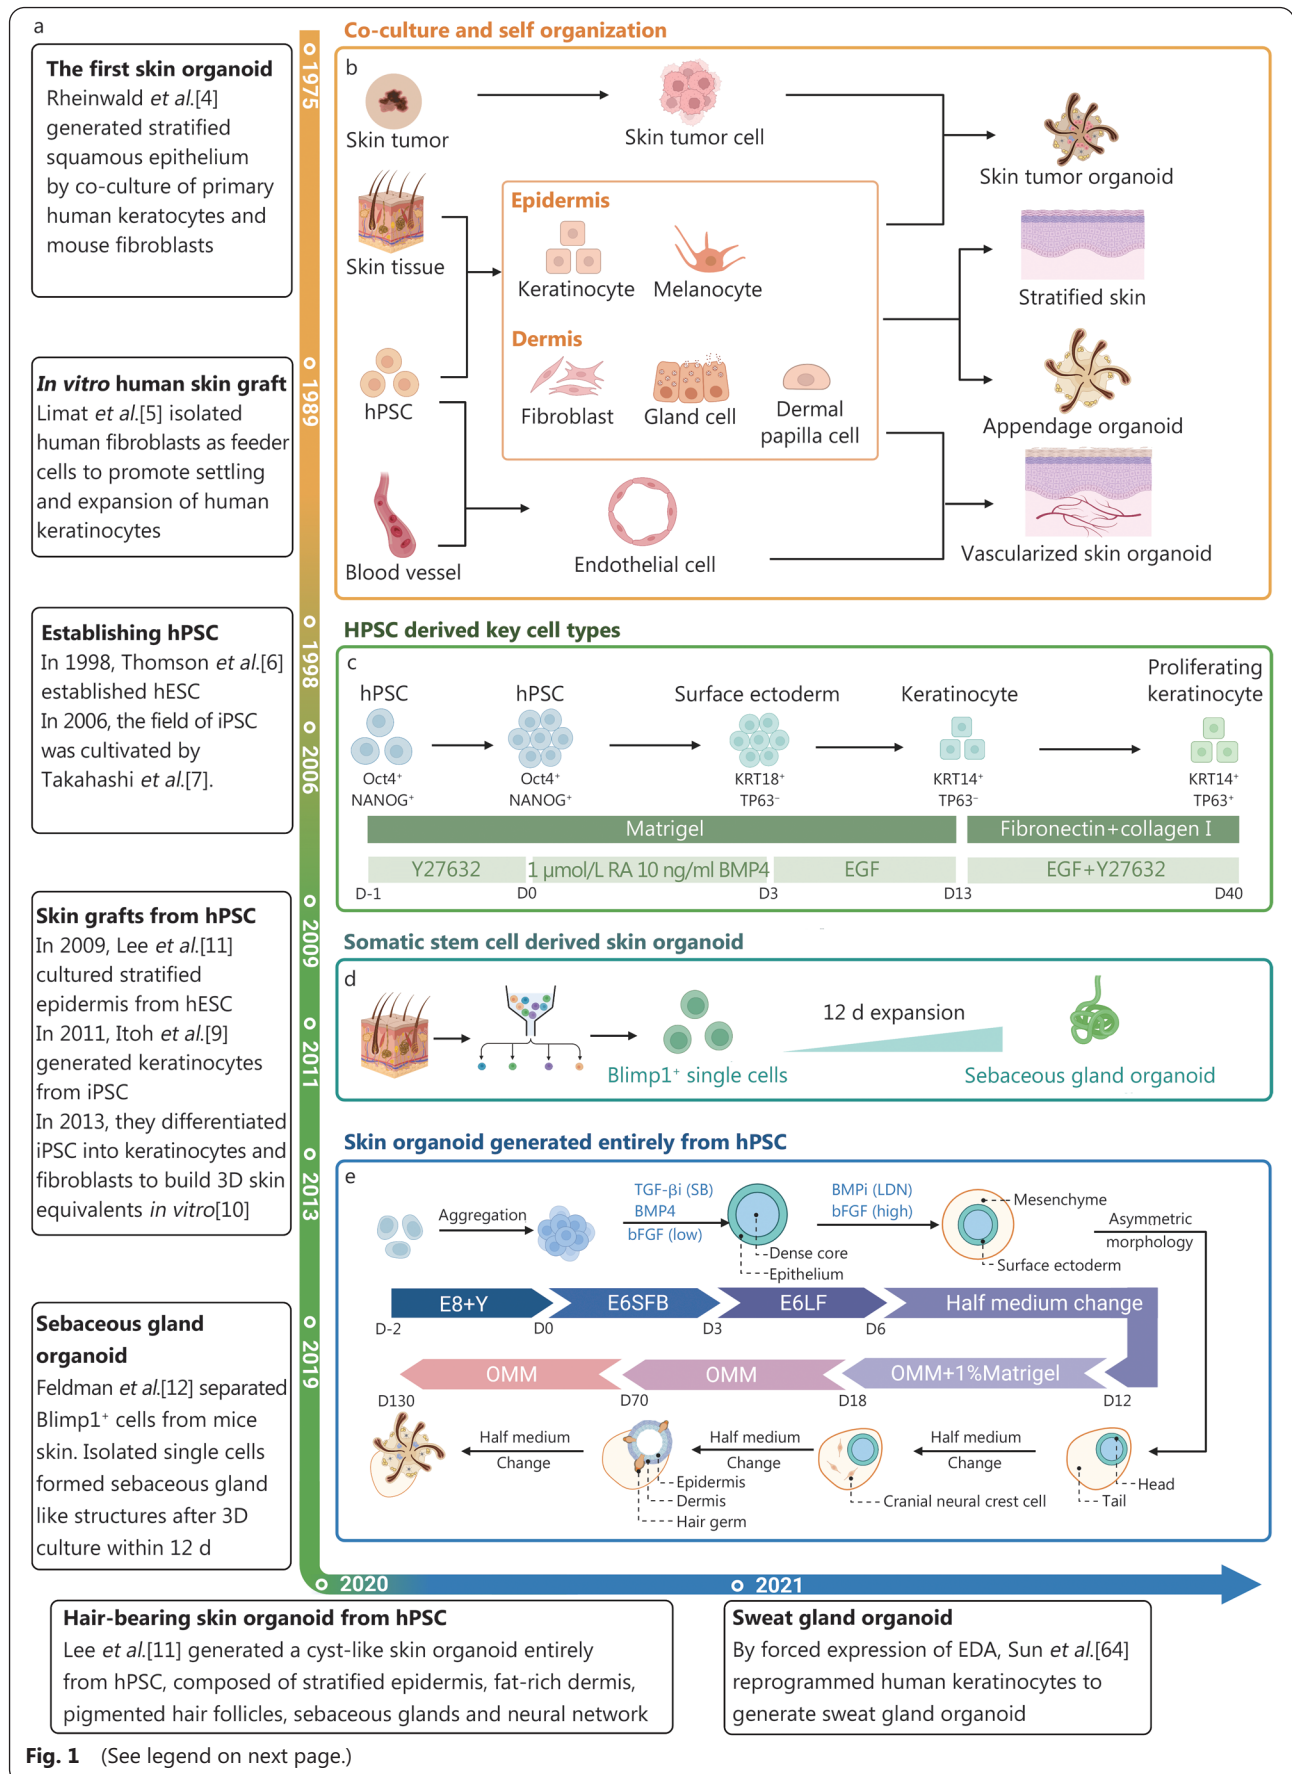 a
The first skin organoid
Rheinwald et al.[4]
generated stratified
squamous epithelium
by co-culture of primary
human keratocytes and
mouse fibroblasts
In vitro human skin graft
Limat et al.[5] isolated
human fibroblasts as feeder
cells to promote settling
and expansion of human
keratinocytes
Establishing hPSC
In 1998, Thomson et al.[6]
established hESC
In 2006, the field of iPSC
was cultivated by
Takahashi et al.[7].
Skin grafts from hPSC
In 2009, Lee et al.[11]
cultured stratified
epidermis from hESC
In 2011, Itoh et al.[9]
generated keratinocytes
from iPSC
In 2013, they differentiated
iPSC into keratinocytes and
fibroblasts to build 3D skin
equivalents in vitro[10]
Sebaceous gland
organoid
Feldman et al.[12] separated
Blimp1⁺ cells from mice
skin. Isolated single cells
formed sebaceous gland
like structures after 3D
culture within 12 d
1975
1989
1998
2006
2009
2011
2013
2019
2020
2021
Co-culture and self organization
b
Skin tumor
Skin tumor cell
Skin tumor organoid
Skin tissue
Epidermis
Keratinocyte
Melanocyte
Stratified skin
Dermis
hPSC
Fibroblast
Gland cell
Dermal
papilla cell
Appendage organoid
Blood vessel
Endothelial cell
Vascularized skin organoid
HPSC derived key cell types
c
hPSC
hPSC
Surface ectoderm
Keratinocyte
Proliferating
keratinocyte
Oct4⁺
NANOG⁺
Oct4⁺
NANOG⁺
KRT18⁺
TP63⁻
KRT14⁺
TP63⁻
KRT14⁺
TP63⁺
Matrigel
Fibronectin+collagen I
Y27632
1 μmol/L RA 10 ng/ml BMP4
EGF
EGF+Y27632
D-1
D0
D3
D13
D40
Somatic stem cell derived skin organoid
d
12 d expansion
Blimp1⁺ single cells
Sebaceous gland organoid
Skin organoid generated entirely from hPSC
e
Aggregation
TGF-βi (SB)
BMP4
bFGF (low)
Dense core
Epithelium
BMPi (LDN)
bFGF (high)
Mesenchyme
Surface ectoderm
Asymmetric
morphology
E8+Y
E6SFB
E6LF
Half medium change
D-2
D0
D3
D6
OMM
OMM
OMM+1%Matrigel
D130
D70
D18
D12
Half medium
Change
Half medium
Change
Half medium
Change
Epidermis
Dermis
Hair germ
Cranial neural crest cell
Head
Tail
Hair-bearing skin organoid from hPSC
Lee et al.[11] generated a cyst-like skin organoid entirely
from hPSC, composed of stratified epidermis, fat-rich dermis,
pigmented hair follicles, sebaceous glands and neural network
Sweat gland organoid
By forced expression of EDA, Sun et al.[64]
reprogrammed human keratinocytes to
generate sweat gland organoid
Fig. 1 (See legend on next page.)